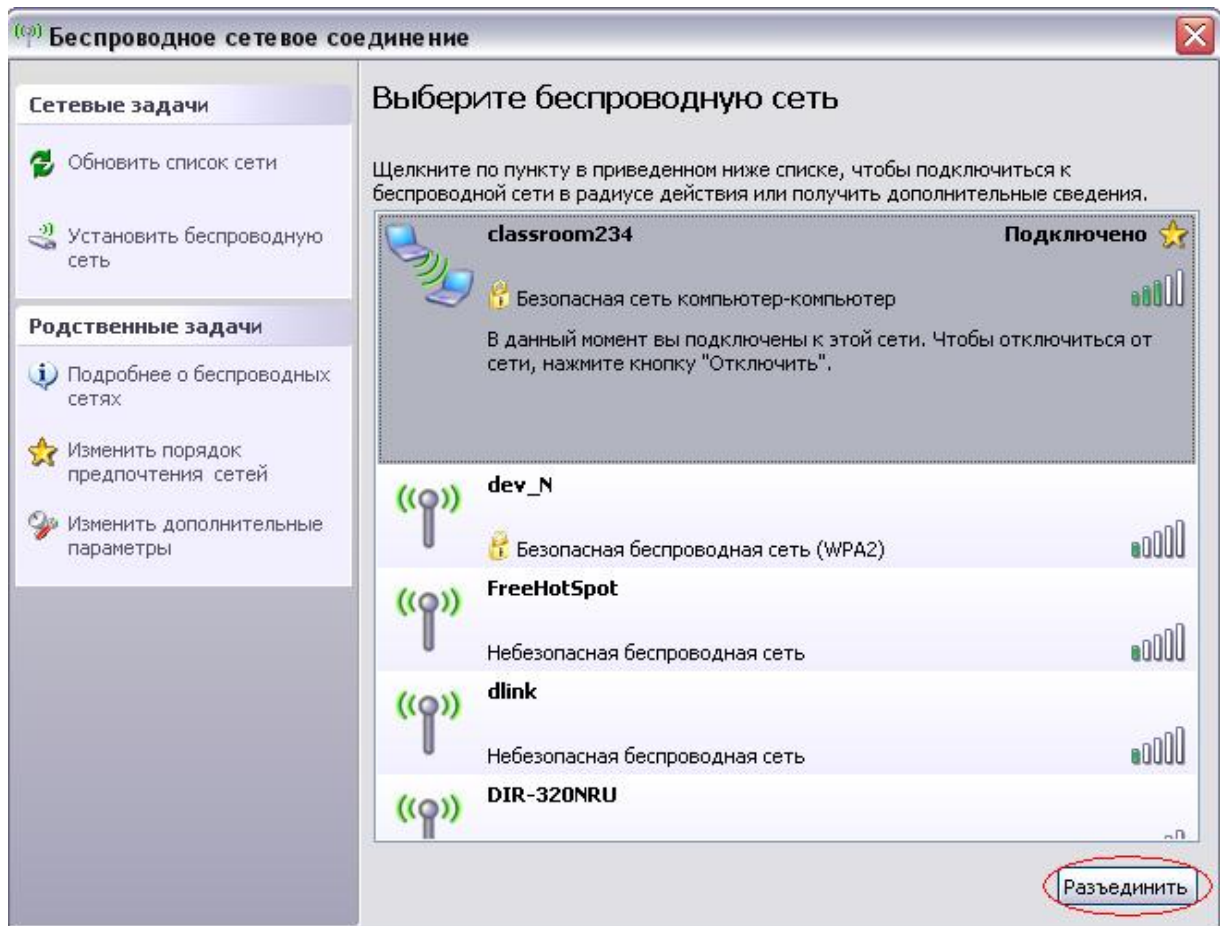 Беспроводное сетевое соединение
Сетевые задачи
Обновить список сети
Установить беспроводную
сеть
Родственные задачи
Подробнее о беспроводных
сетях
Изменить порядок
предпочтения сетей
Изменить дополнительные
параметры
Выберите беспроводную сеть
Щелкните по пункту в приведенном ниже списке, чтобы подключиться к
беспроводной сети в радиусе действия или получить дополнительные сведения.
classroom234 Подключено
Безопасная сеть компьютер-компьютер
В данный момент вы подключены к этой сети. Чтобы отключиться от
сети, нажмите кнопку "Отключить".
dev_N
Безопасная беспроводная сеть (WPA2)
FreeHotSpot
Небезопасная беспроводная сеть
dlink
Небезопасная беспроводная сеть
DIR-320NRU
Разъединить